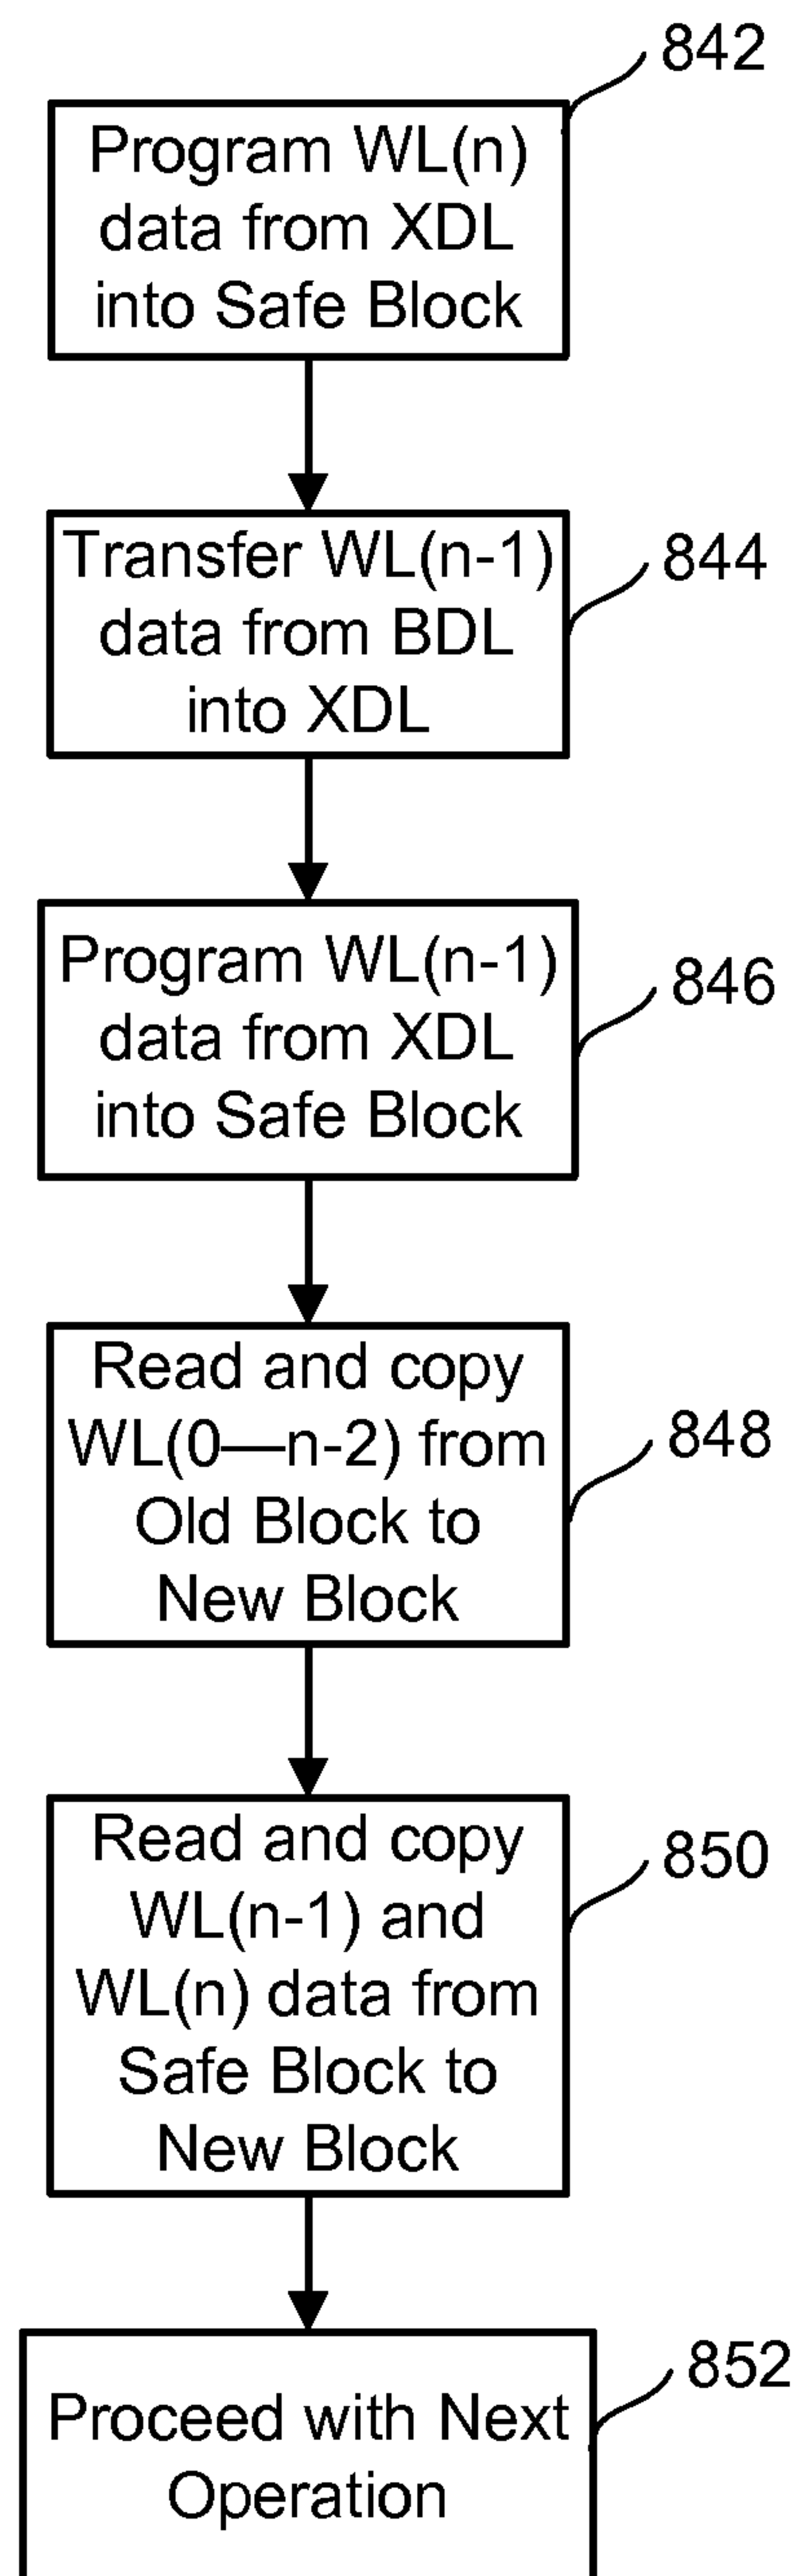 842
Program WL(n)
data from XDL
into Safe Block
Transfer WL(n-1)
data from BDL
into XDL
844
Program WL(n-1)
data from XDL
into Safe Block
846
Read and copy
WL(0—n-2) from
Old Block to
New Block
848
Read and copy
WL(n-1) and
WL(n) data from
Safe Block to
New Block
850
Proceed with Next
Operation
852